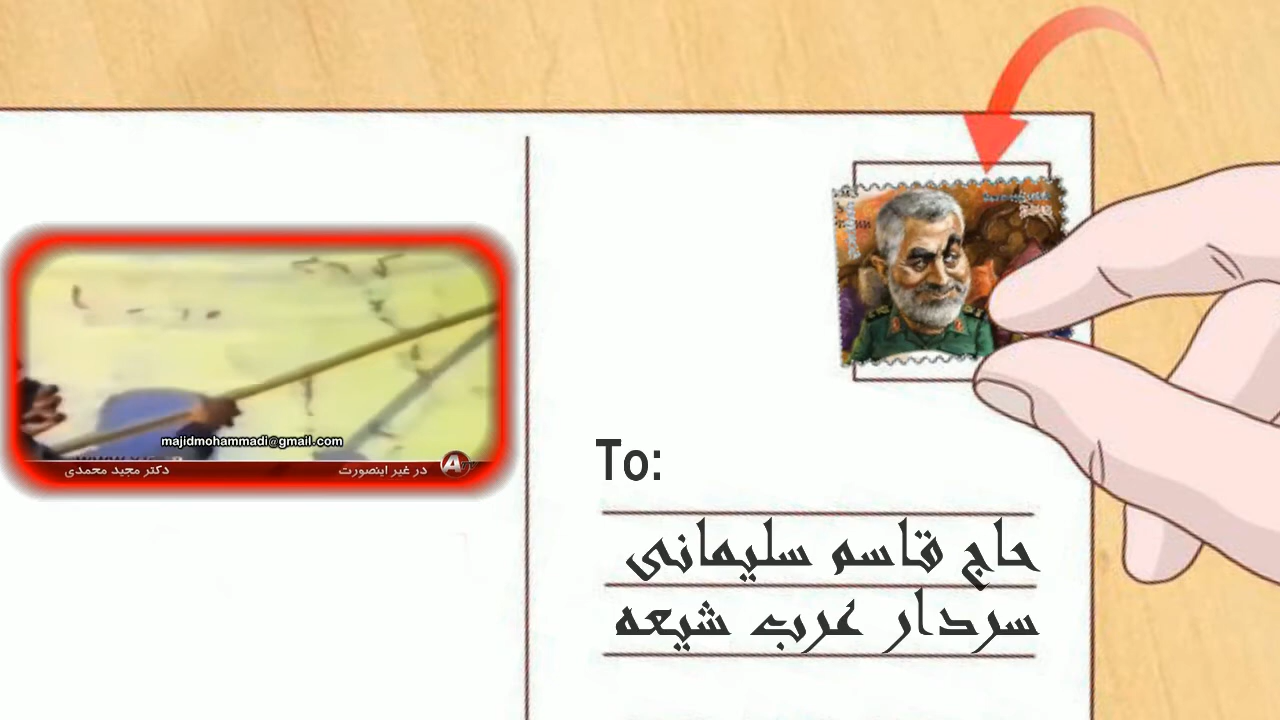 To:
حاج قاسم سلیمانی
سردار عرب شیعه
majidmohammadi@gmail.com
در غیر اینصورت
دکتر مجید محمدی